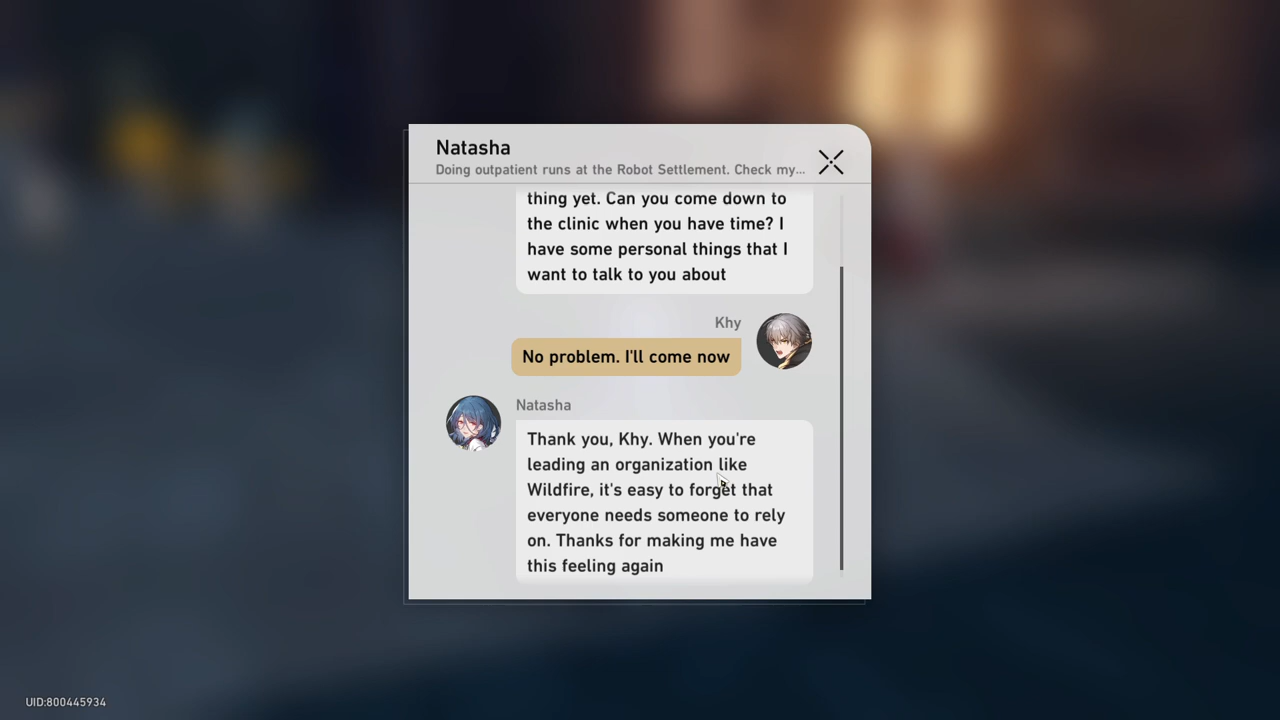 Natasha
Doing outpatient runs at the Robot Settlement. Check my...
thing yet. Can you come down to
the clinic when you have time? I
have some personal things that I
want to talk to you about
Khy
No problem. I'll come now
Natasha
Thank you, Khy. When you're
leading an organization like
Wildfire, it's easy to forget that
everyone needs someone to rely
on. Thanks for making me have
this feeling again
UID:800445934